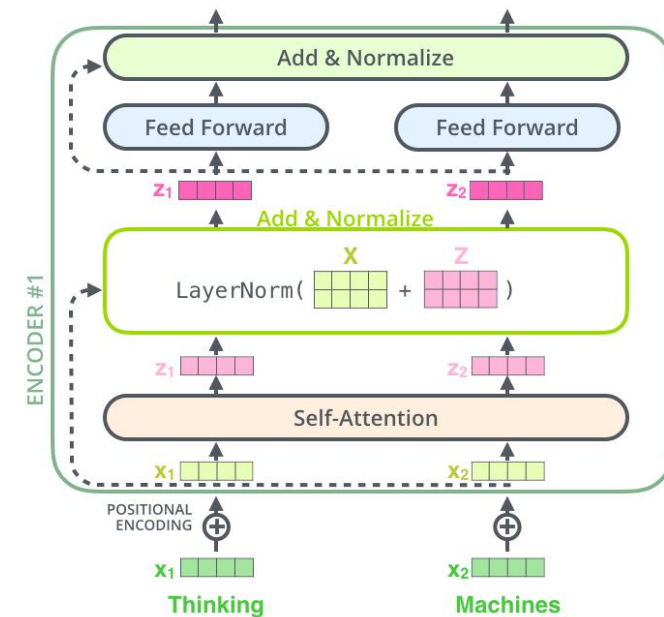 Add & Normalize
Feed Forward
Feed Forward
z1
z2
Add & Normalize
X
Z
LayerNorm( + )
ENCODER #1
z1
z2
Self-Attention
x1
x2
POSITIONAL
ENCODING
x1
x2
Thinking
Machines